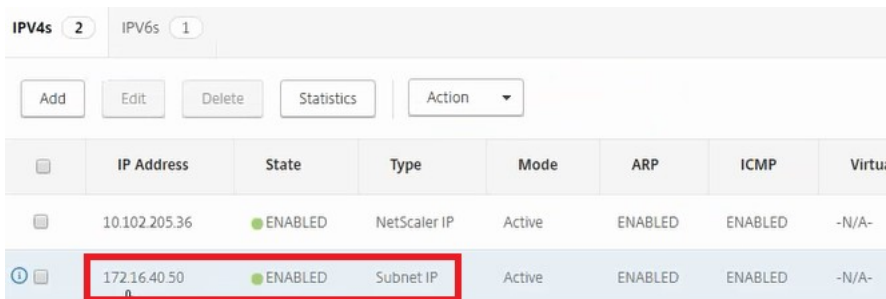 IPV4s 2 IPV6s 1
Add Edit Delete Statistics Action
IP Address State Type Mode ARP ICMP Virtua
10.102.205.36 ENABLED NetScaler IP Active ENABLED ENABLED -N/A-
172.16.40.50 ENABLED Subnet IP Active ENABLED ENABLED -N/A-